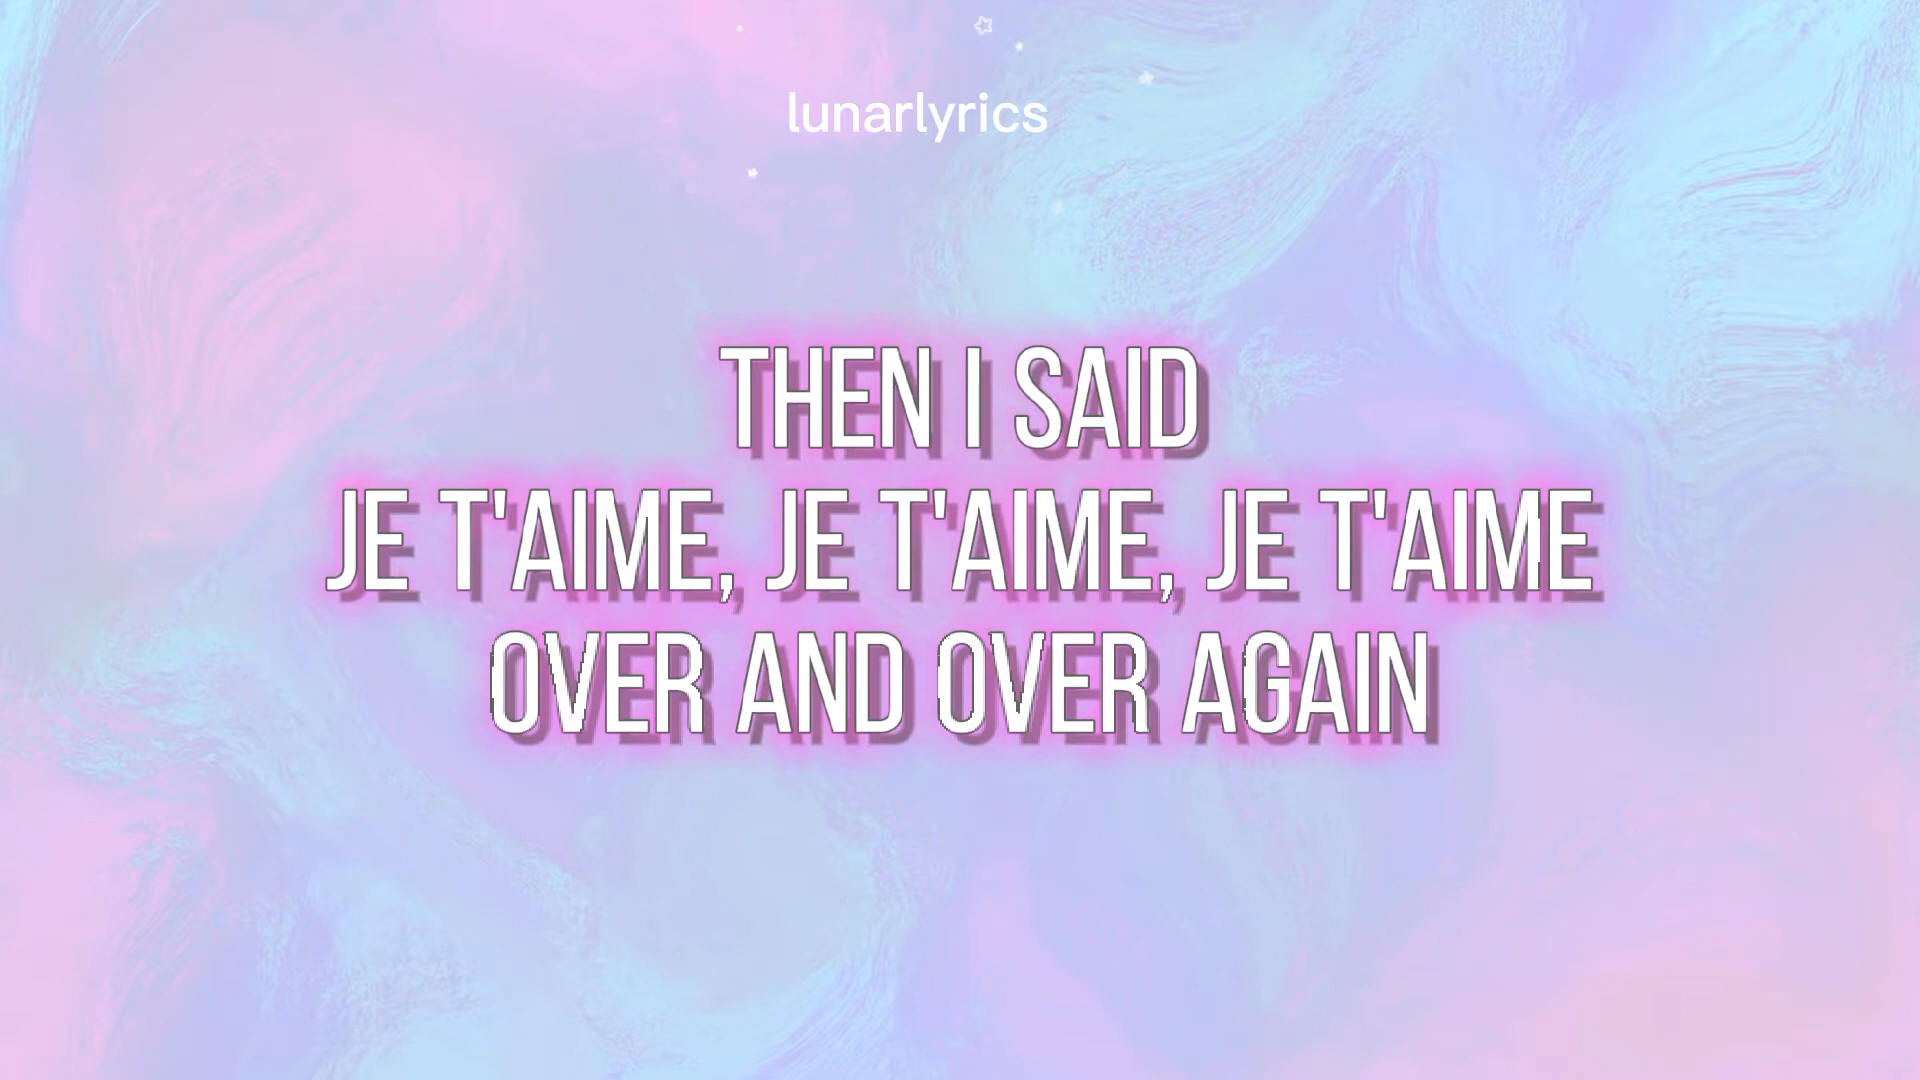 lunarlyrics
THEN I SAID
JE T'AIME, JE T'AIME, JE T'AIME
OVER AND OVER AGAIN